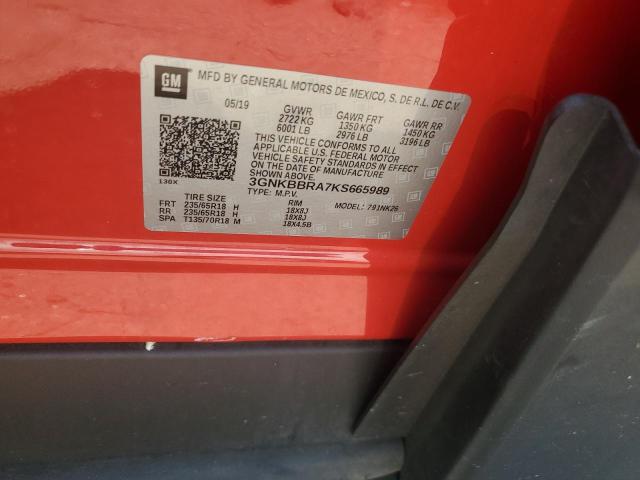 GM MFD BY GENERAL MOTORS DE MEXICO, S. DE R.L. DE C.V.
05/19 GVWR GAWR FRT GAWR RR
2722 KG 1350 KG 1450 KG
6001 LB 2976 LB 3196 LB
THIS VEHICLE CONFORMS TO ALL
APPLICABLE U.S. FEDERAL MOTOR
VEHICLE SAFETY STANDARDS IN EFFECT
ON THE DATE OF MANUFACTURE
SHOWN ABOVE.
130X 3GNKBBRA7KS665989
TYPE: M.P.V. MODEL: 791NK26
TIRE SIZE RIM
FRT 235/65R18 H 18X8J
RR 235/65R18 H 18X8J
SPA T135/70R18 M 18X4.5B